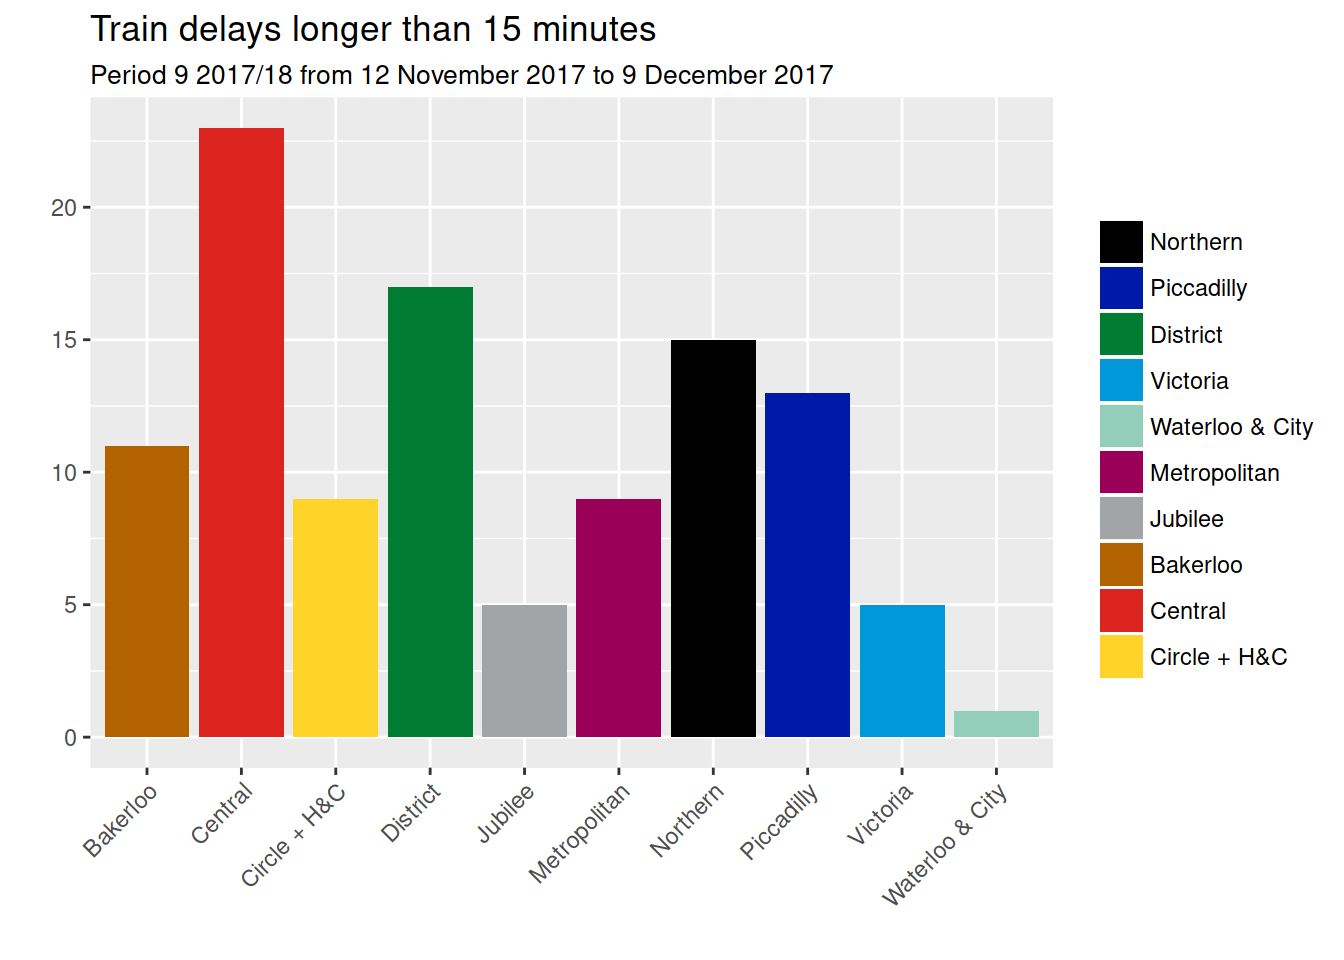 Train delays longer than 15 minutes
Period 9 2017/18 from 12 November 2017 to 9 December 2017
20
15
10
5
0
Bakerloo
Central
Circle + H&C
District
Jubilee
Metropolitan
Northern
Piccadilly
Victoria
Waterloo & City
Northern
Piccadilly
District
Victoria
Waterloo & City
Metropolitan
Jubilee
Bakerloo
Central
Circle + H&C